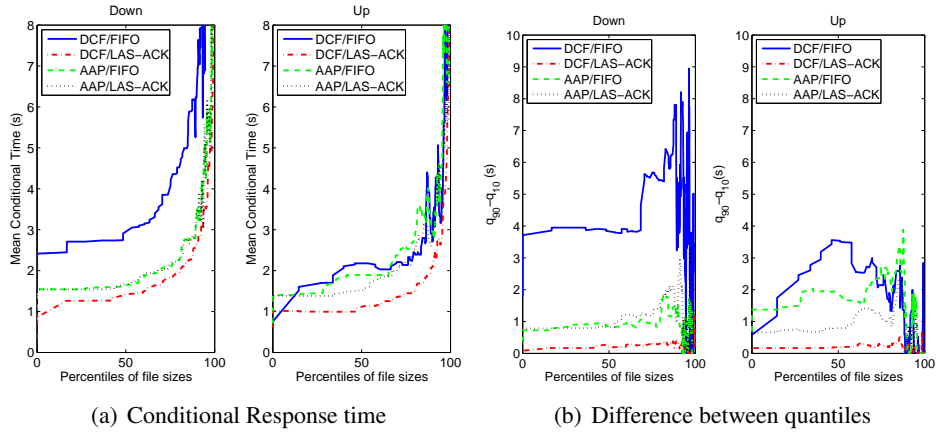 Down
8
7
6
5
4
3
2
1
0
Mean Conditional Time (s)
DCF/FIFO
DCF/LAS−ACK
AAP/FIFO
AAP/LAS−ACK
0 50 100
Percentiles of file sizes
Up
8
7
6
5
4
3
2
1
0
Mean Conditional Time (s)
DCF/FIFO
DCF/LAS−ACK
AAP/FIFO
AAP/LAS−ACK
0 50 100
Percentiles of file sizes
(a) Conditional Response time
Down
10
9
8
7
6
5
4
3
2
1
0
q90−q10 (s)
DCF/FIFO
DCF/LAS−ACK
AAP/FIFO
AAP/LAS−ACK
0 50 100
Percentiles of file sizes
Up
10
9
8
7
6
5
4
3
2
1
0
q90−q10(s)
DCF/FIFO
DCF/LAS−ACK
AAP/FIFO
AAP/LAS−ACK
0 50 100
Percentiles of file sizes
(b) Difference between quantiles